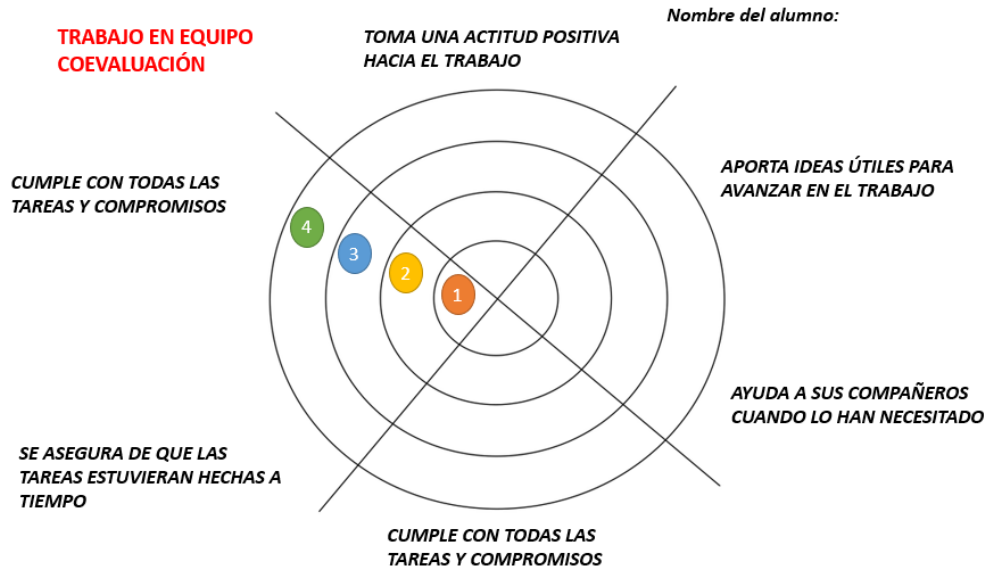 Nombre del alumno:
TRABAJO EN EQUIPO
COEVALUACIÓN
TOMA UNA ACTITUD POSITIVA
HACIA EL TRABAJO
CUMPLE CON TODAS LAS
TAREAS Y COMPROMISOS
APORTA IDEAS ÚTILES PARA
AVANZAR EN EL TRABAJO
4
3
2
1
AYUDA A SUS COMPAÑEROS
CUANDO LO HAN NECESITADO
SE ASEGURA DE QUE LAS
TAREAS ESTUVIERAN HECHAS A
TIEMPO
CUMPLE CON TODAS LAS
TAREAS Y COMPROMISOS